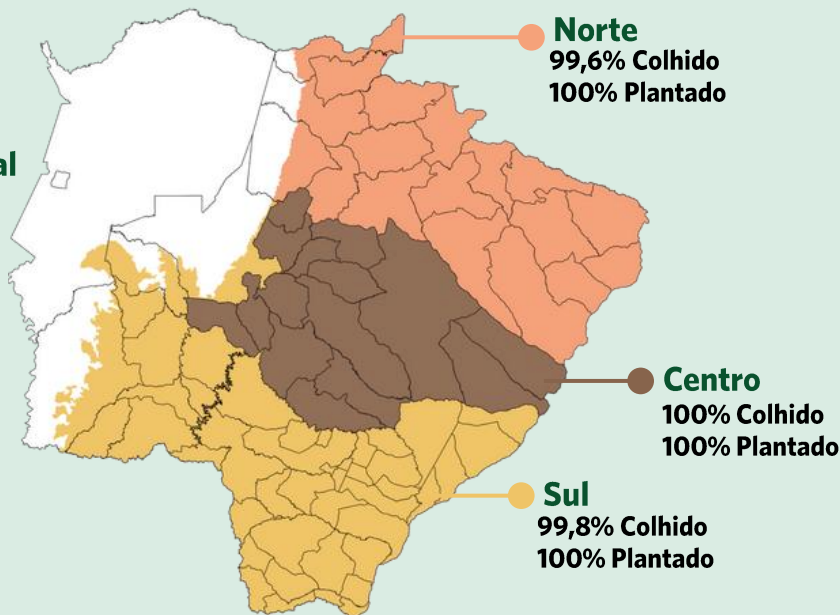 Norte
99,6% Colhido
100% Plantado
al
Centro
100% Colhido
100% Plantado
Sul
99,8% Colhido
100% Plantado